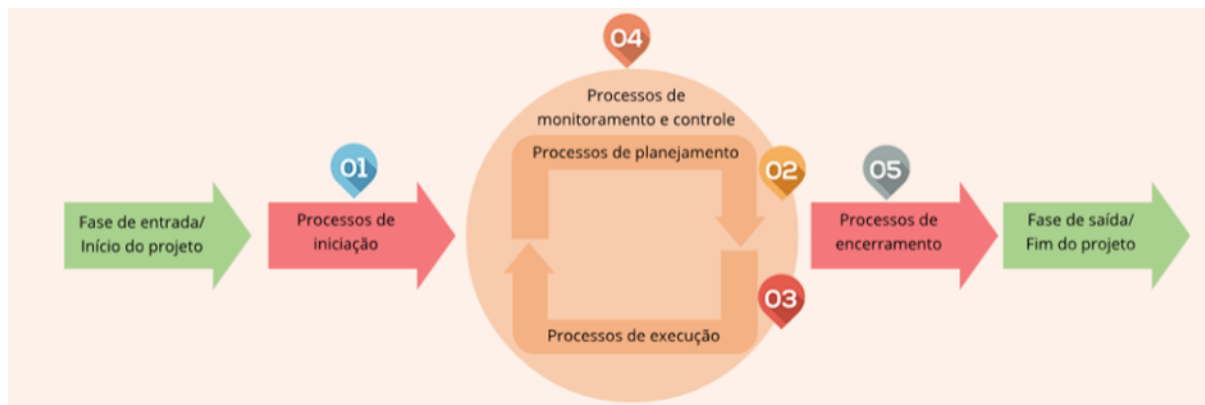 Fase de entrada/
Início do projeto
01
Processos de
iniciação
04
Processos de
monitoramento e controle
Processos de planejamento
02
03
Processos de execução
05
Processos de
encerramento
Fase de saída/
Fim do projeto